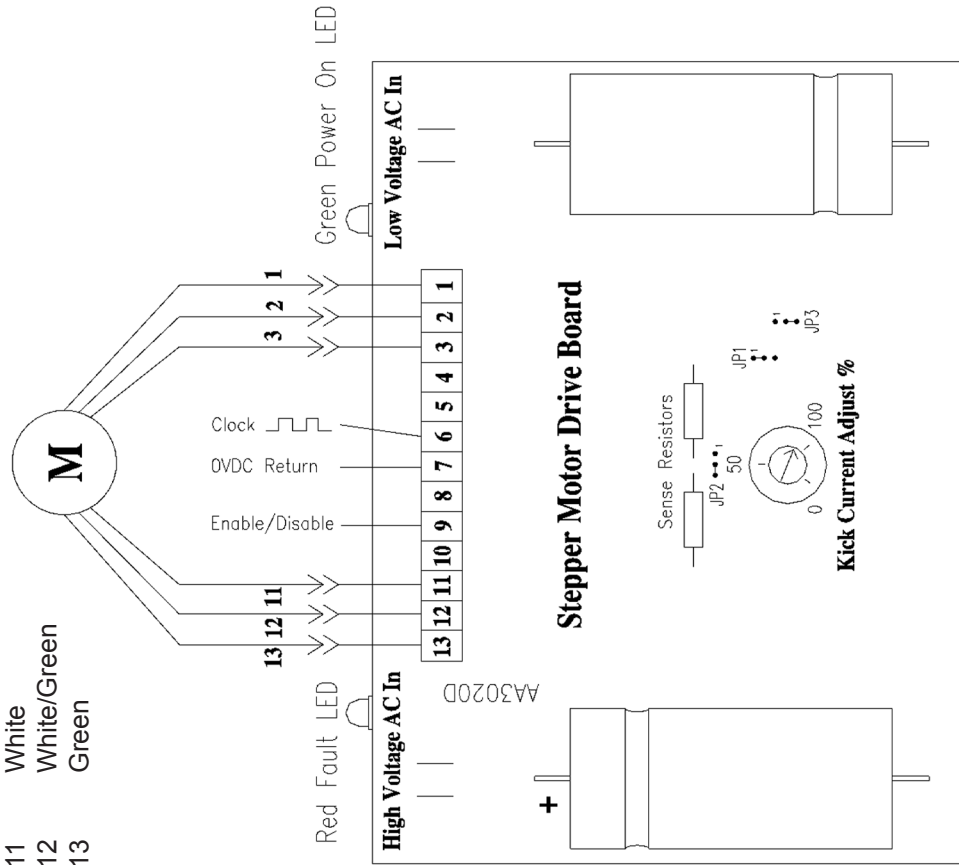 11 White
12 White/Green
13 Green
M
13 12 11
3 2 1
Clock
0VDC Return
Enable/Disable
Red Fault LED
Green Power On LED
High Voltage AC In
Low Voltage AC In
13 12 11 10 9 8 7 6 5 4 3 2 1
AA3020D
+
Stepper Motor Drive Board
Sense Resistors
JP2 1
JP1 1
1 JP3
0 50 100
Kick Current Adjust %